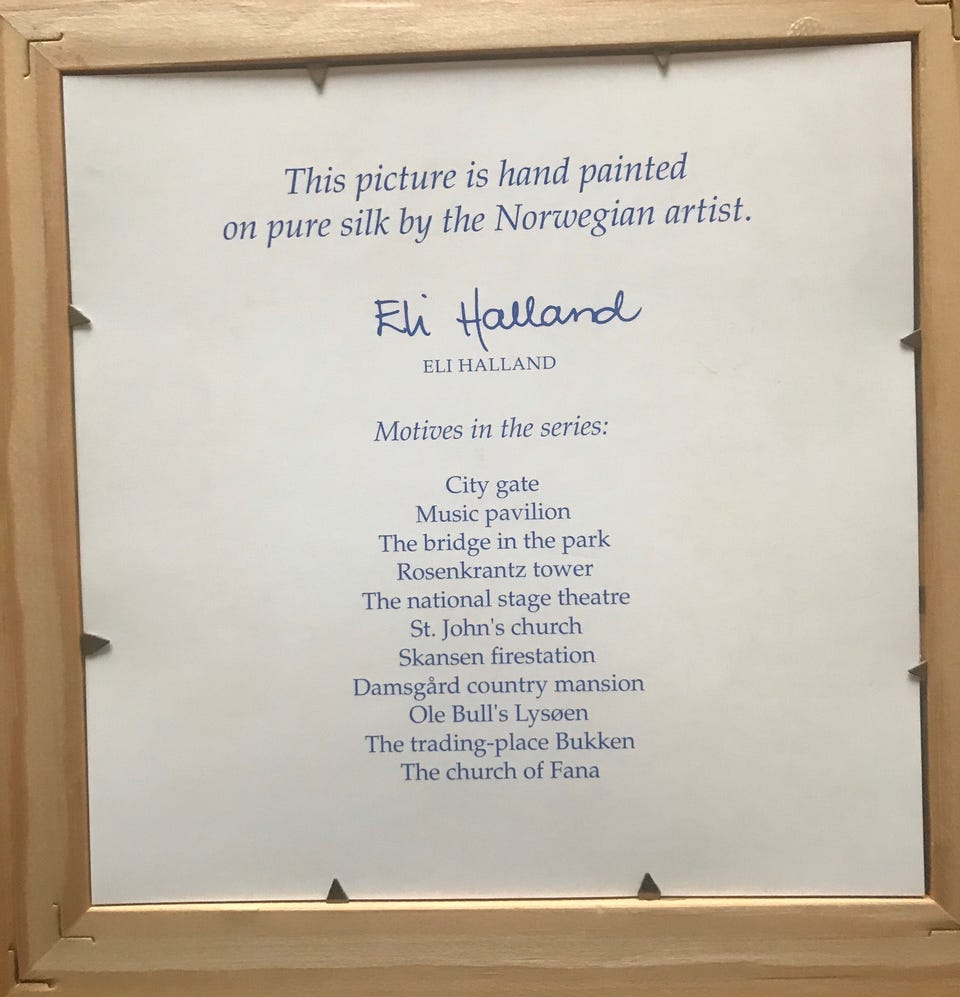 This picture is hand painted
on pure silk by the Norwegian artist.
Eli Halland
ELI HALLAND
Motives in the series:
City gate
Music pavilion
The bridge in the park
Rosenkrantz tower
The national stage theatre
St. John's church
Skansen firestation
Damsgård country mansion
Ole Bull's Lysøen
The trading-place Bukken
The church of Fana